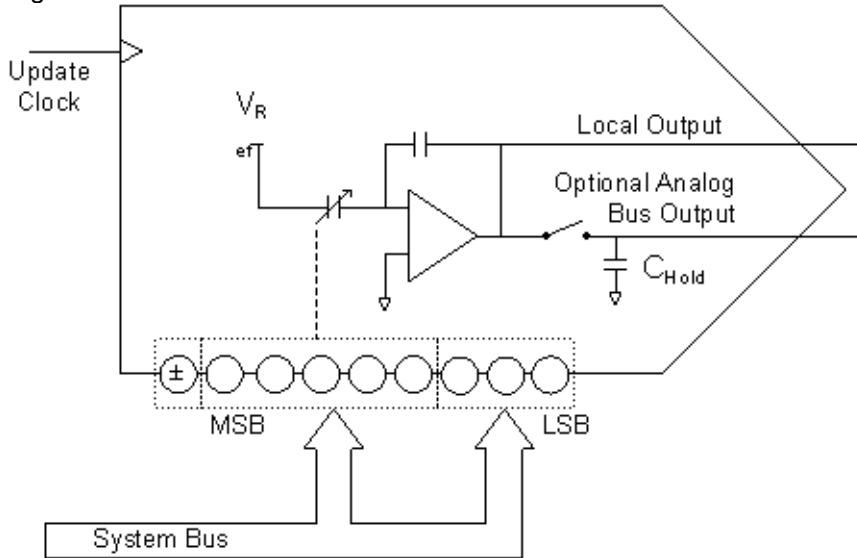 Update
Clock
V R
ef
Local Output
Optional Analog
Bus Output
C Hold
±
MSB
LSB
System Bus